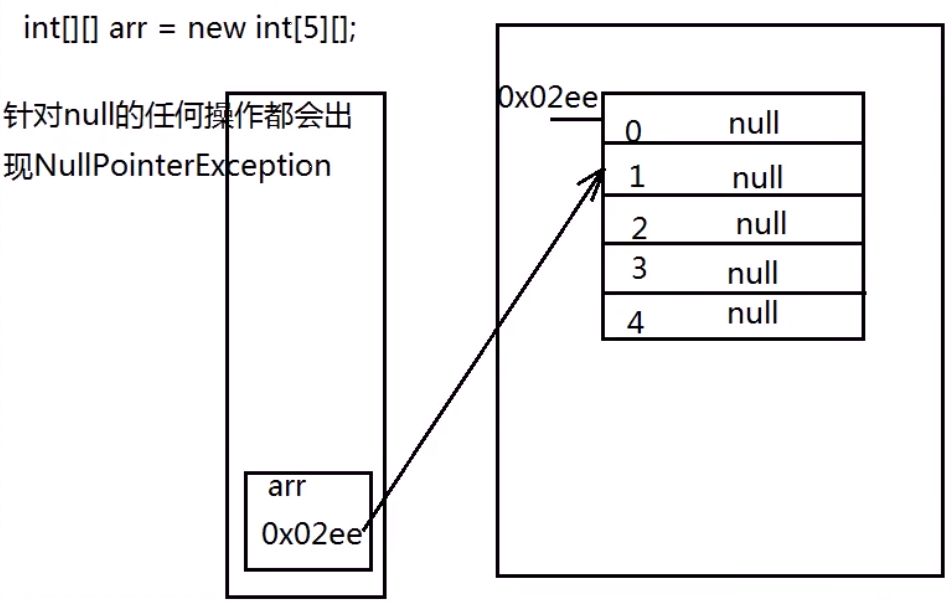 int[][] arr = new int[5][];
针对null的任何操作都会出
现NullPointerException
0x02ee
0 null
1 null
2 null
3 null
4 null
arr
0x02ee